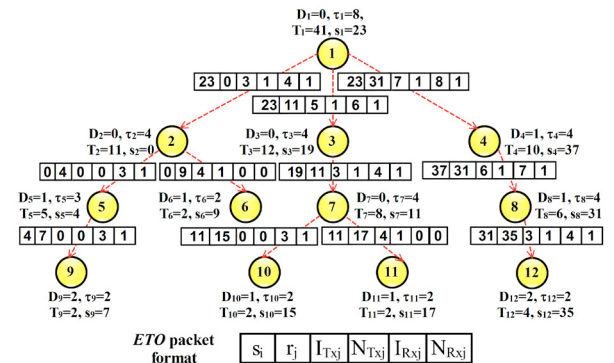 D1=0, τ1=8,
T1=41, s1=23
1
23 0 3 1 4 1
23 31 7 1 8 1
23 11 5 1 6 1
D2=0, τ2=4
T2=11, s2=0
2
D3=0, τ3=4
T3=12, s3=19
3
4
D4=1, τ4=4
T4=10, s4=37
0 4 0 0 3 1
0 9 4 1 0 0
19 11 3 1 4 1
37 31 6 1 7 1
D5=1, τ5=3
T5=5, s5=4
5
D6=1, τ6=2
T6=2, s6=9
6
7
D7=0, τ7=4
T7=8, s7=11
8
D8=1, τ8=4
T8=6, s8=31
4 7 0 0 3 1
11 15 0 0 3 1
11 17 4 1 0 0
31 35 3 1 4 1
9
10
11
12
D9=2, τ9=2
T9=2, s9=7
D10=1, τ10=2
T10=2, s10=15
D11=1, τ11=2
T11=2, s11=17
D12=2, τ12=2
T12=4, s12=35
ETO packet
format
si rj ITxj NTxj IRxj NRxj